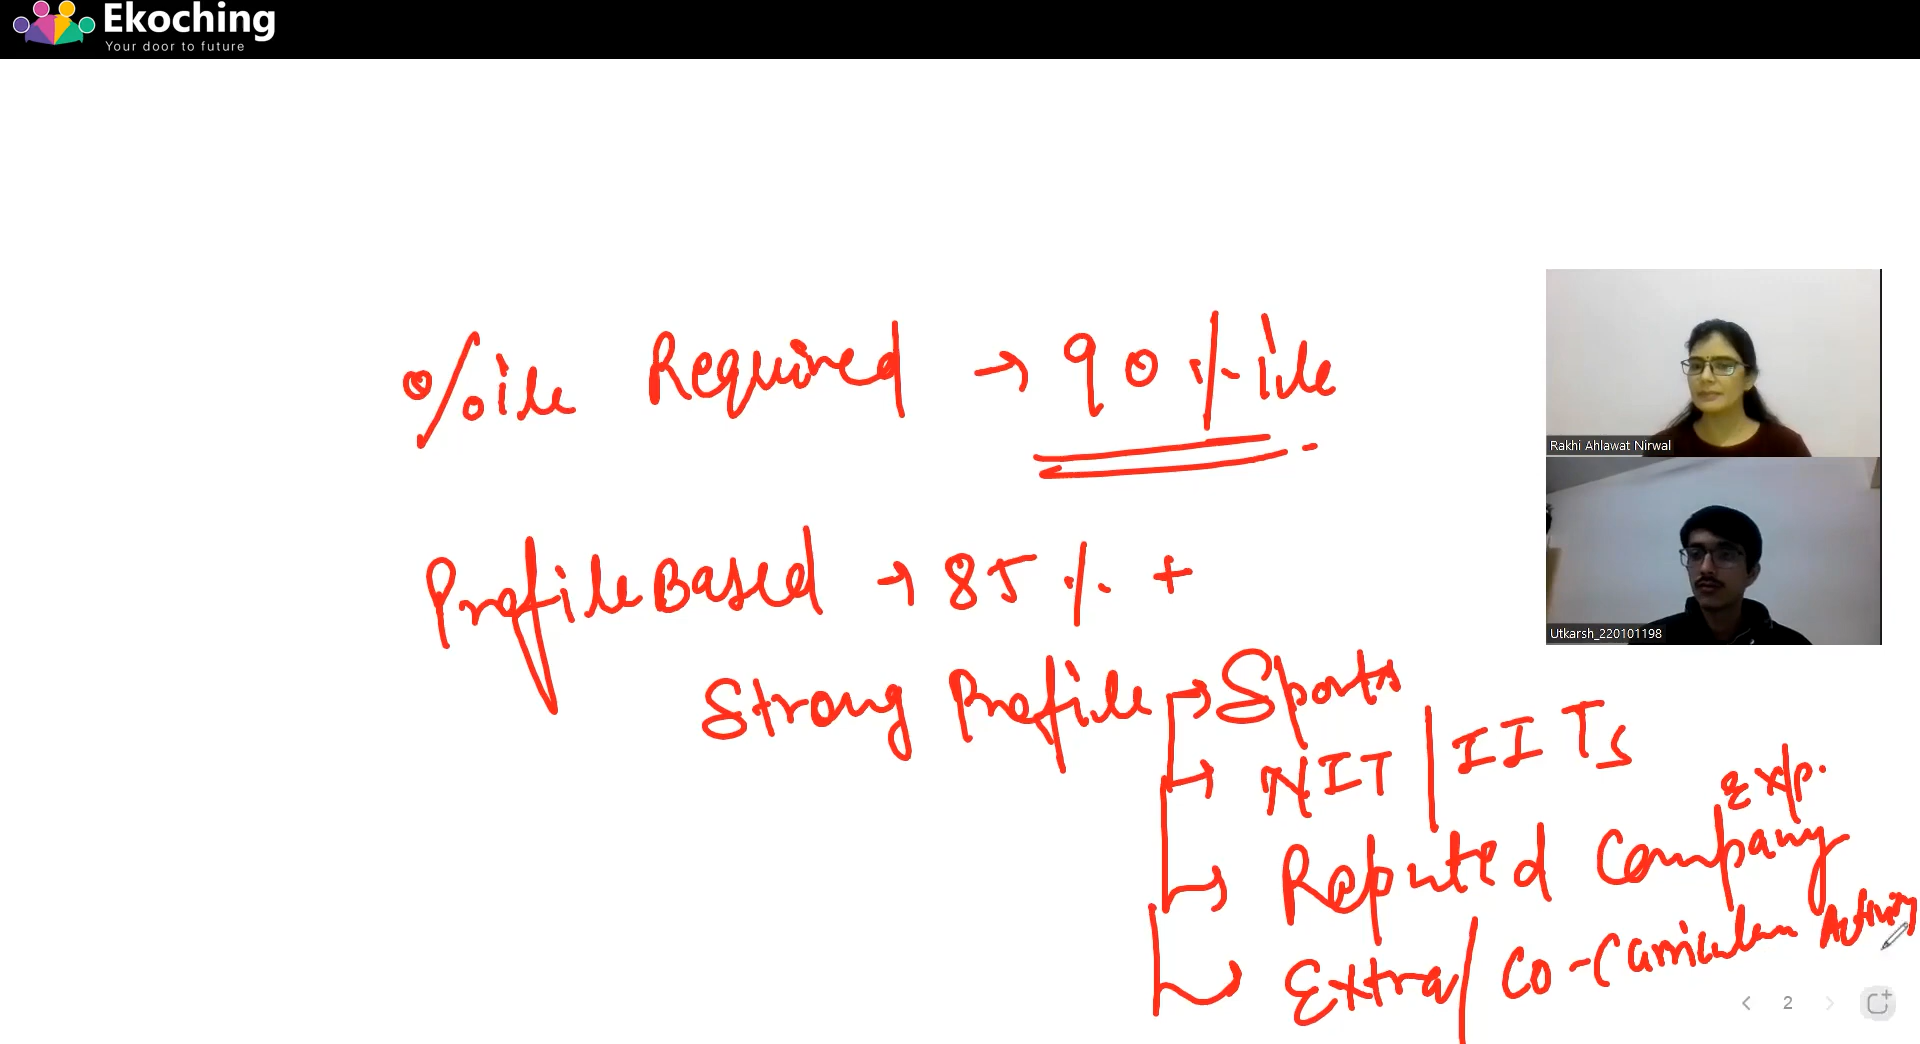 Ekoching
Your door to future
%ile Required → 90 %ile
Profile Based → 85 % +
Strong Profile → Sports
→ NIT | IITs
→ Reputed Company Exp.
→ Extra / Co-Curricular Activity
Rakhi Ahlawat Nirwal
Utkarsh_220101198
2